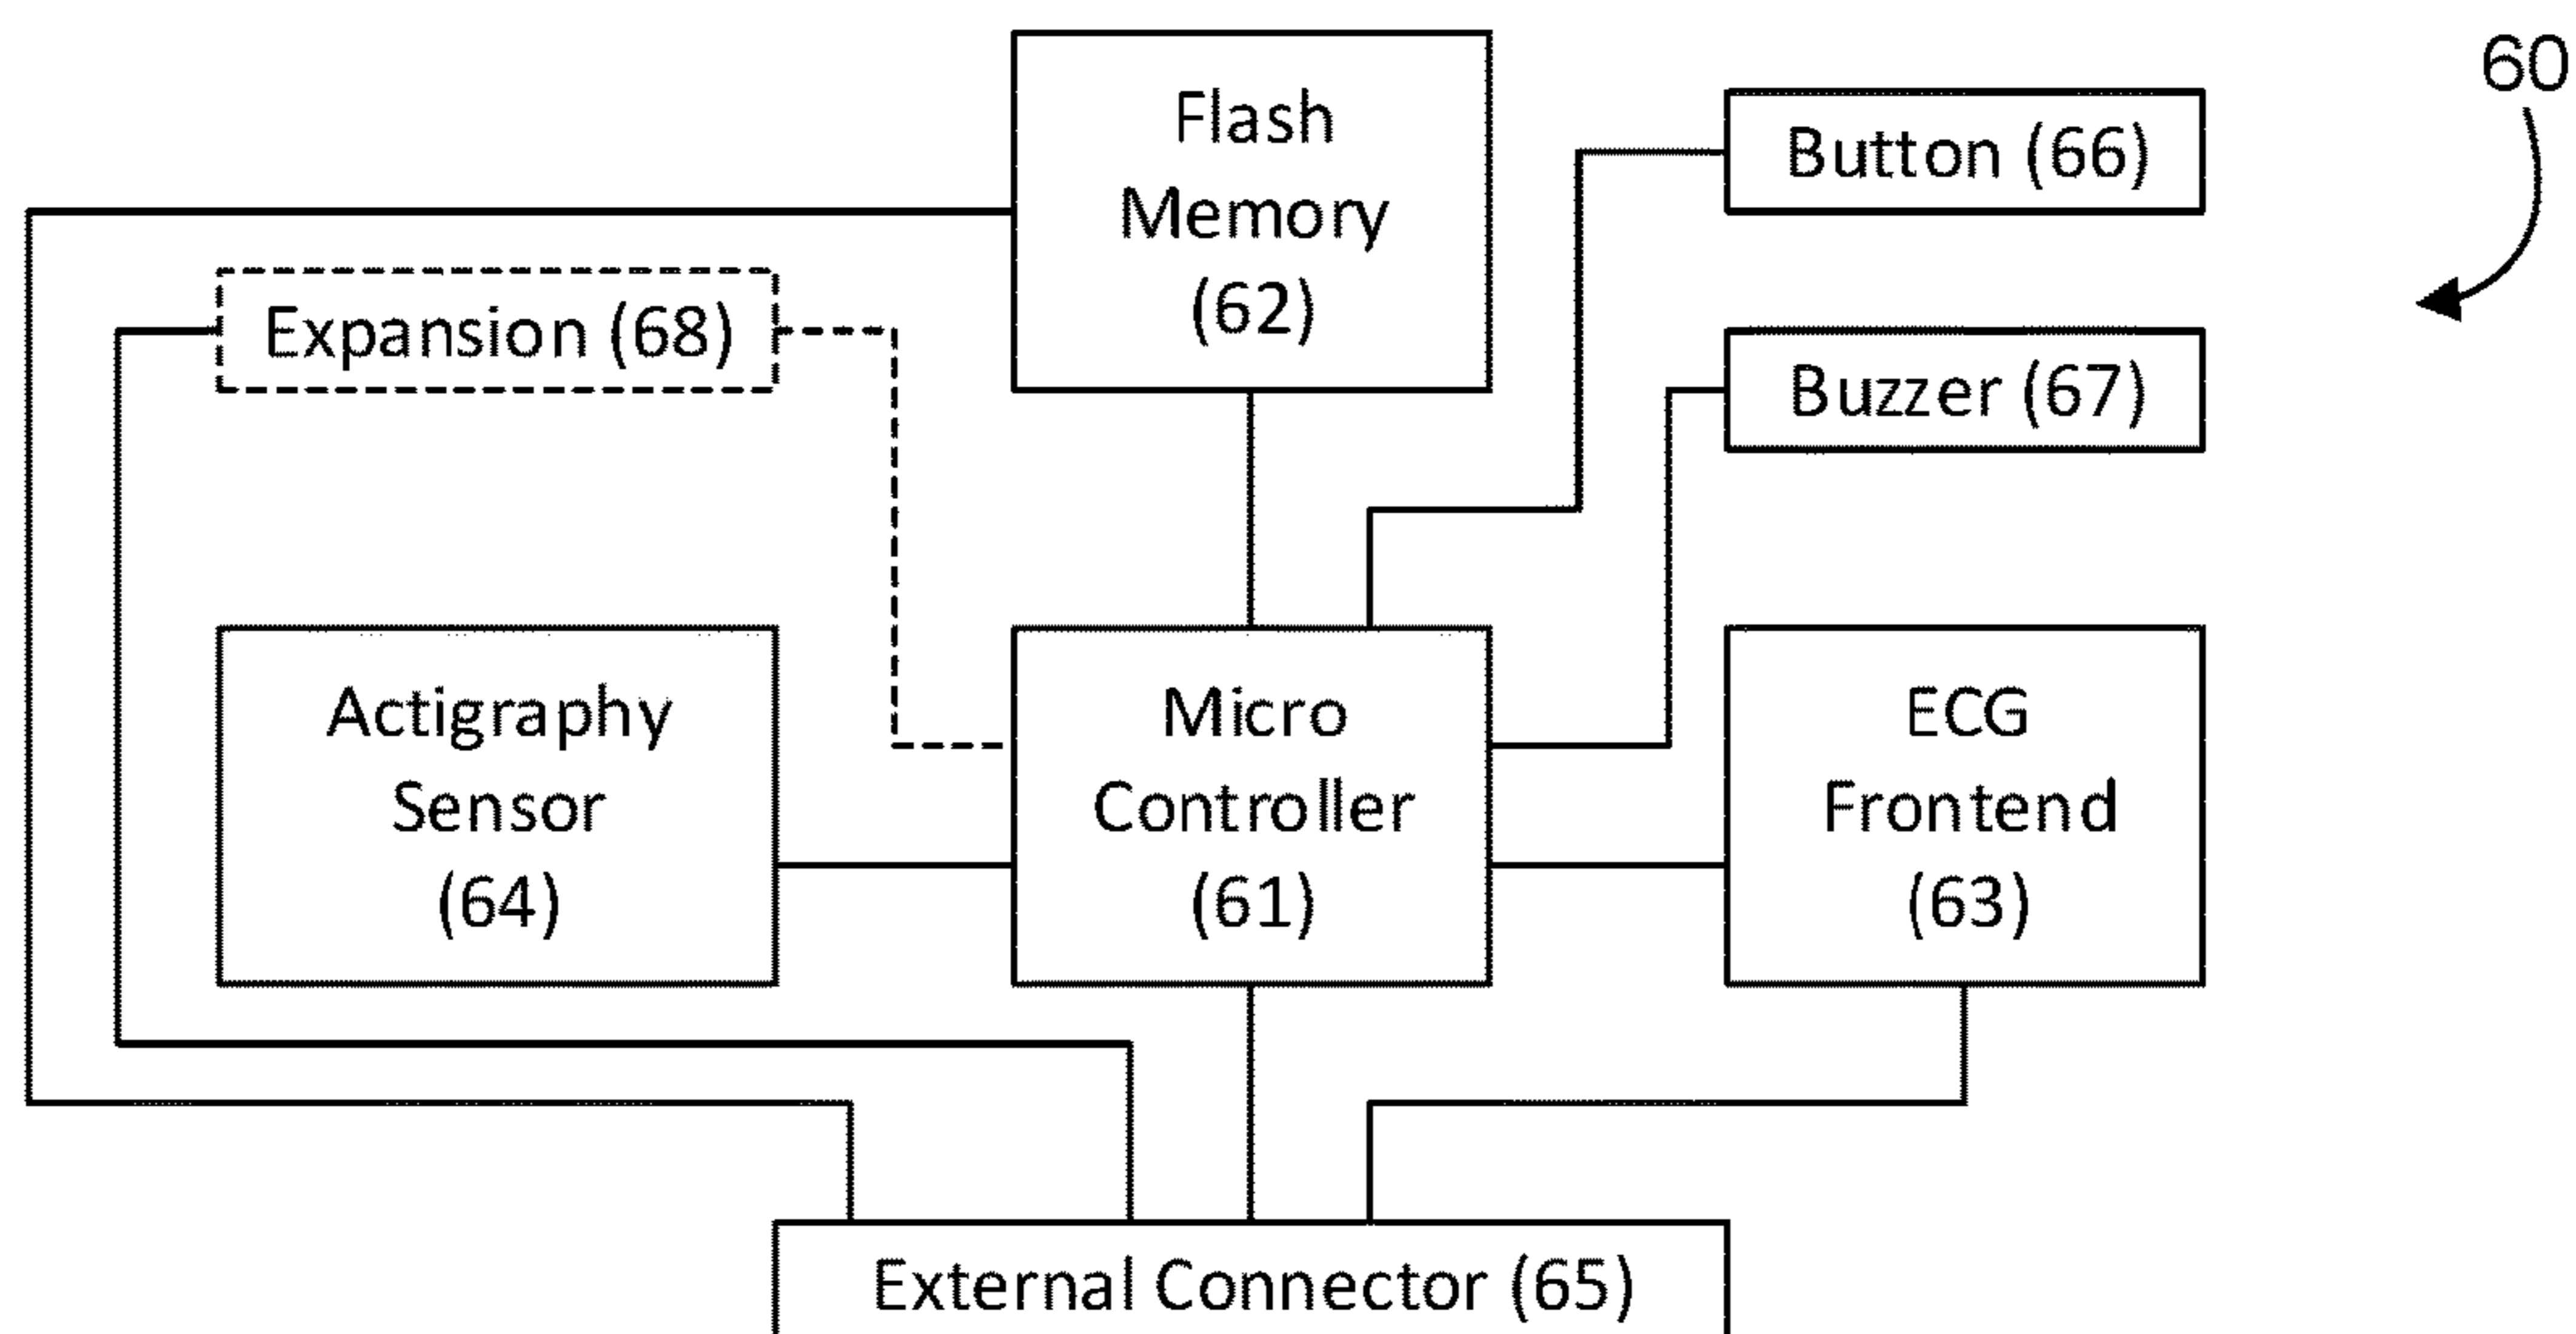 60
Flash
Memory
(62)
Button (66)
Expansion (68)
Buzzer (67)
Actigraphy
Sensor
(64)
Micro
Controller
(61)
ECG
Frontend
(63)
External Connector (65)